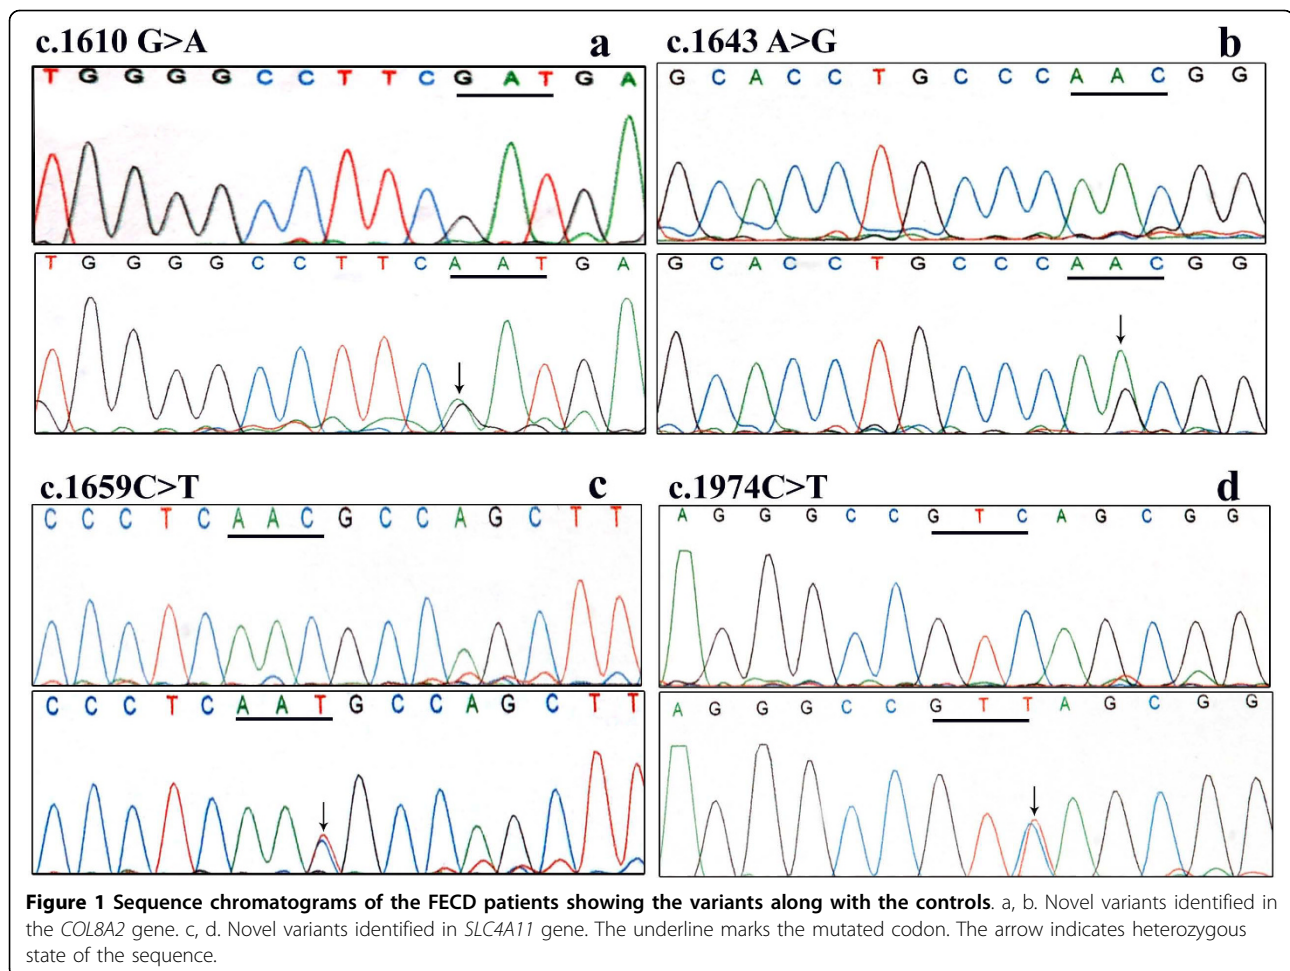 c.1610 G>A a
T G G G G C C T T C G A T G A
T G G G G C C T T C A A T G A
c.1643 A>G b
G C A C C T G C C C A A C G G
G C A C C T G C C C A A C G G
c.1659C>T c
C C C T C A A C G C C A G C T T
C C C T C A A T G C C A G C T T
c.1974C>T d
A G G G C C G T C A G C G G
A G G G C C G T T A G C G G
Figure 1 Sequence chromatograms of the FECD patients showing the variants along with the controls. a, b. Novel variants identified in
the COL8A2 gene. c, d. Novel variants identified in SLC4A11 gene. The underline marks the mutated codon. The arrow indicates heterozygous
state of the sequence.